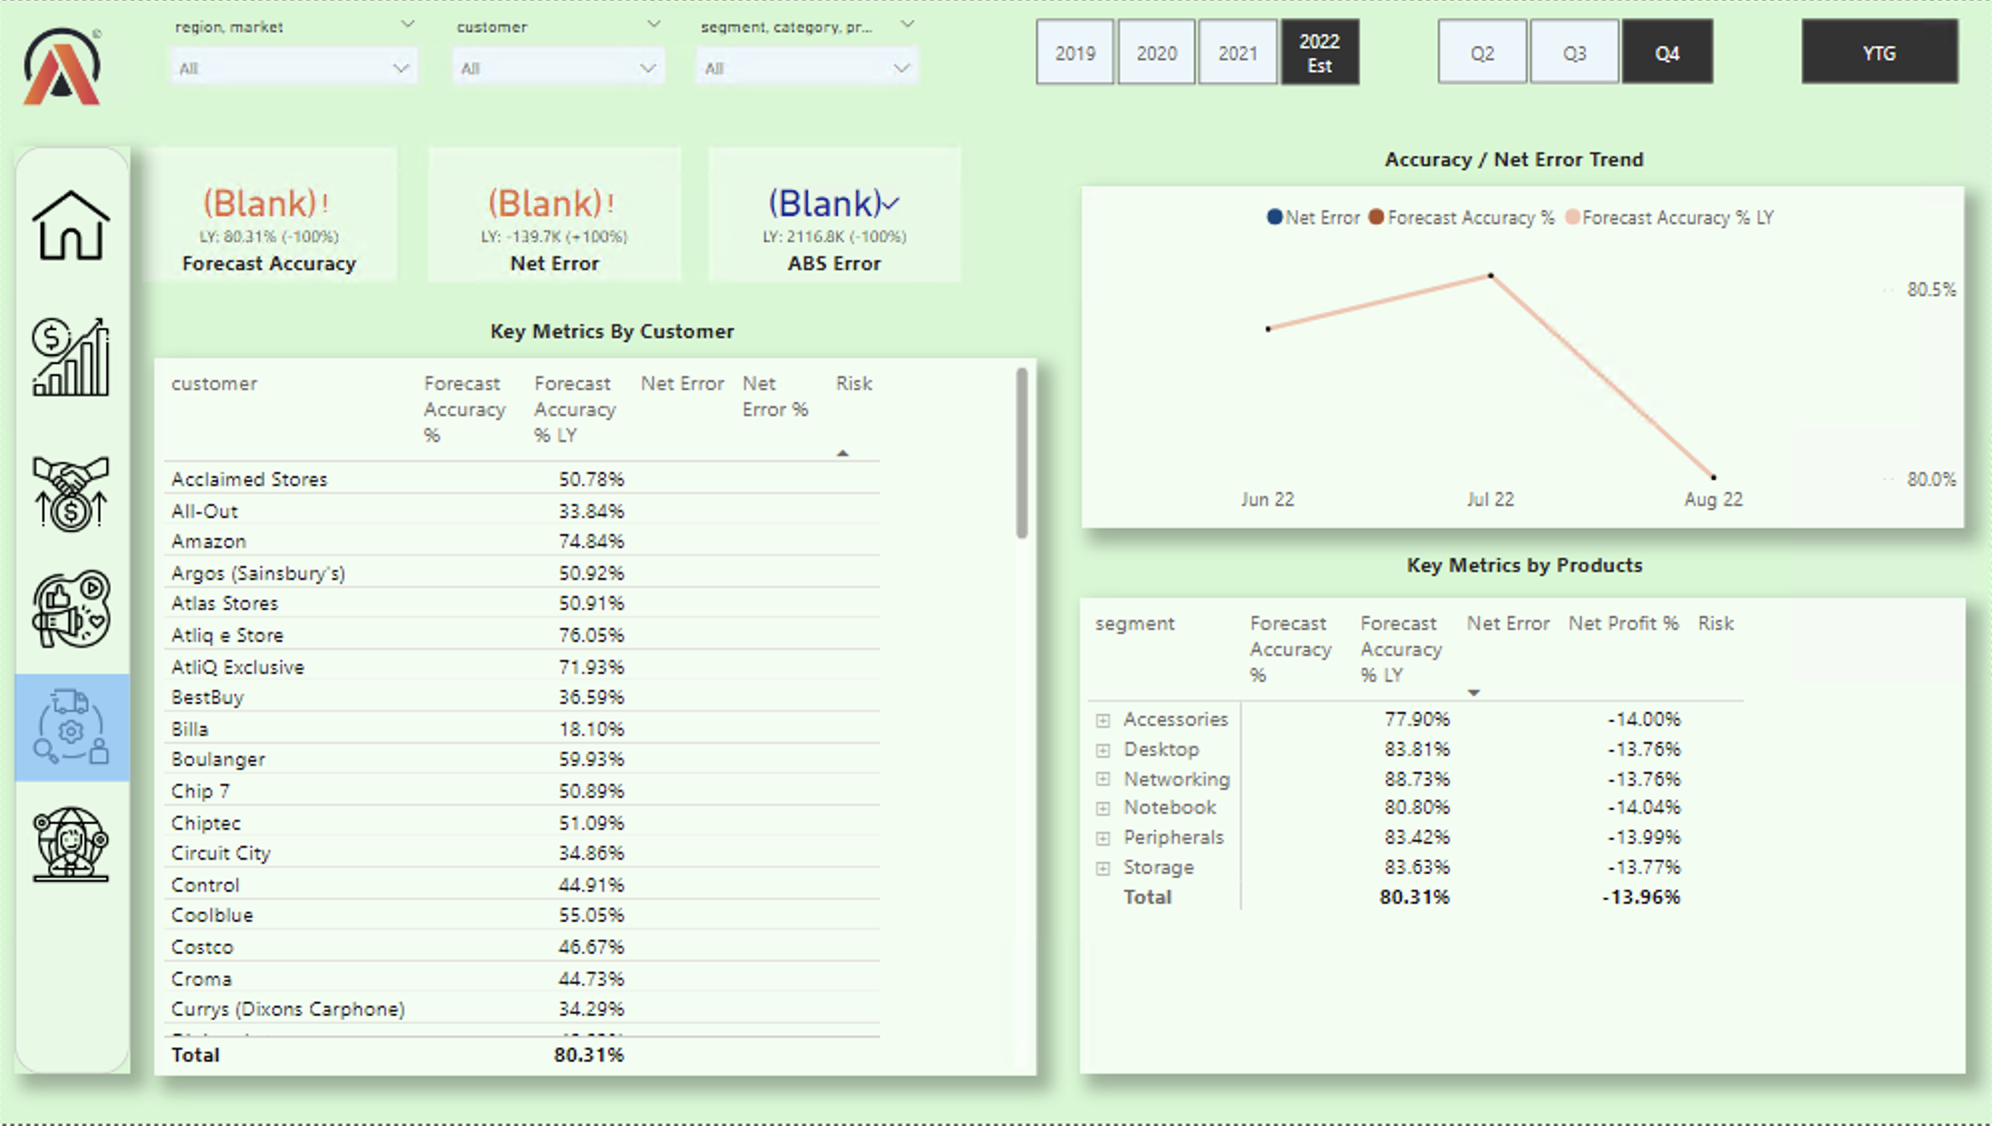 region, market
All
customer
All
segment, category, pr...
All
2019
2020
2021
2022
Est
Q2
Q3
Q4
YTG
(Blank)!
LY: 80.31% (-100%)
Forecast Accuracy
(Blank)!
LY: -139.7K (+100%)
Net Error
(Blank)
LY: 2116.8K (-100%)
ABS Error
Accuracy / Net Error Trend
Net Error Forecast Accuracy % Forecast Accuracy % LY
80.5%
80.0%
Jun 22 Jul 22 Aug 22
Key Metrics By Customer
customer Forecast Accuracy % Forecast Accuracy % LY Net Error Net Error % Risk
Acclaimed Stores 50.78%
All-Out 33.84%
Amazon 74.84%
Argos (Sainsbury's) 50.92%
Atlas Stores 50.91%
Atliq e Store 76.05%
AtliQ Exclusive 71.93%
BestBuy 36.59%
Billa 18.10%
Boulanger 59.93%
Chip 7 50.89%
Chiptec 51.09%
Circuit City 34.86%
Control 44.91%
Coolblue 55.05%
Costco 46.67%
Croma 44.73%
Currys (Dixons Carphone) 34.29%
Total 80.31%
Key Metrics by Products
segment Forecast Accuracy % Forecast Accuracy % LY Net Error Net Profit % Risk
Accessories 77.90% -14.00%
Desktop 83.81% -13.76%
Networking 88.73% -13.76%
Notebook 80.80% -14.04%
Peripherals 83.42% -13.99%
Storage 83.63% -13.77%
Total 80.31% -13.96%